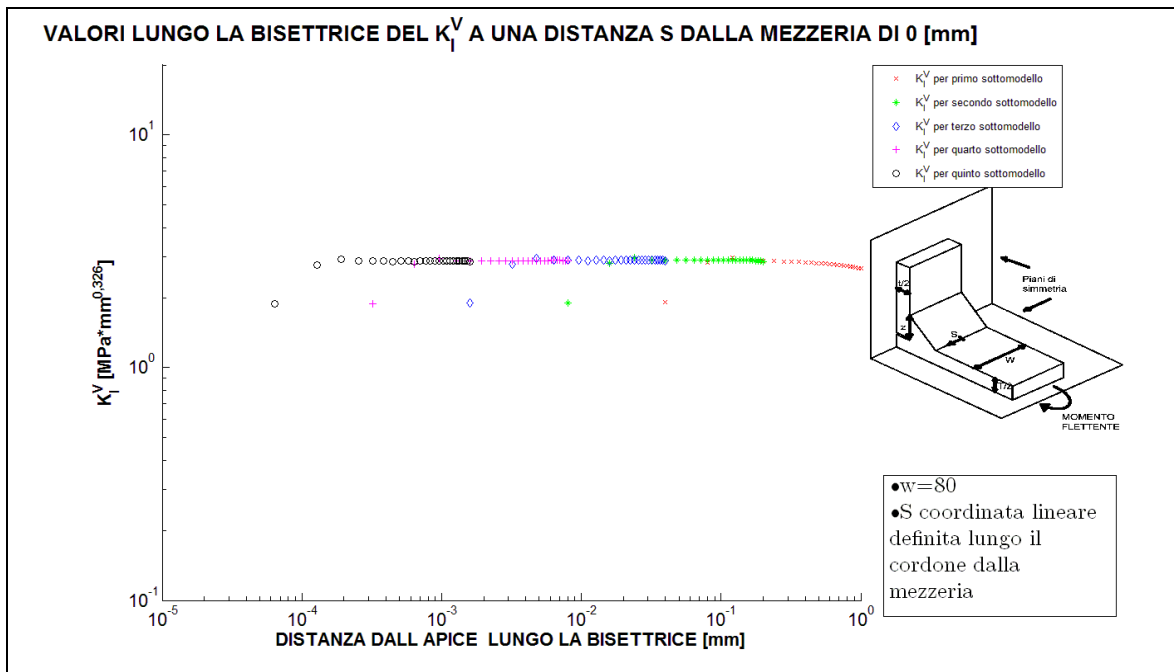 VALORI LUNGO LA BISETTRICE DEL K_I^V A UNA DISTANZA S DALLA MEZZERIA DI 0 [mm]
K_I^V per primo sottomodello
K_I^V per secondo sottomodello
K_I^V per terzo sottomodello
K_I^V per quarto sottomodello
K_I^V per quinto sottomodello
K_I^V [MPa*mm^0,326]
10^1
10^0
10^-1
10^-5
10^-4
10^-3
10^-2
10^-1
10^0
DISTANZA DALL APICE LUNGO LA BISETTRICE [mm]
t/2
z
S
W
T/2
Piani di
simmetria
MOMENTO
FLETTENTE
●w=80
●S coordinata lineare
definita lungo il
cordone dalla
mezzeria